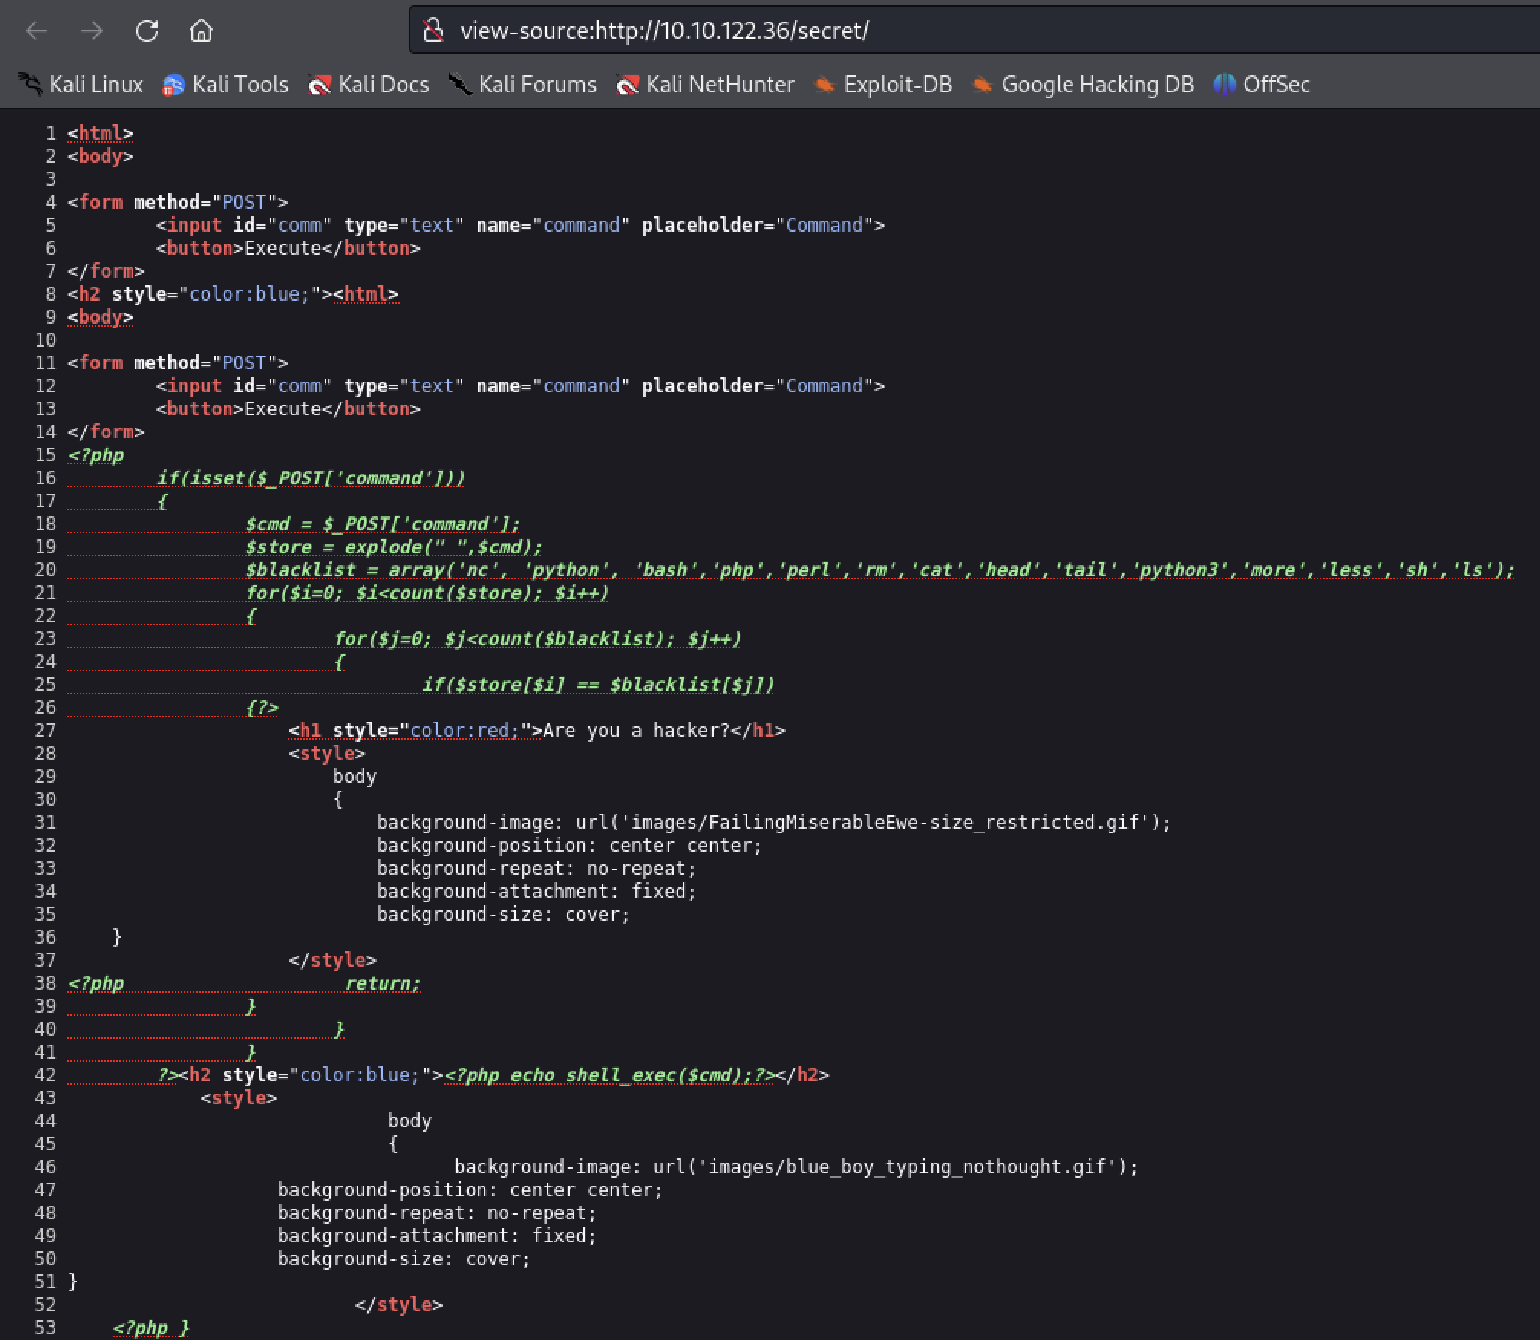 view-source:http://10.10.122.36/secret/
Kali Linux Kali Tools Kali Docs Kali Forums Kali NetHunter Exploit-DB Google Hacking DB OffSec
1 <html>
2 <body>
3
4 <form method="POST">
5         <input id="comm" type="text" name="command" placeholder="Command">
6         <button>Execute</button>
7 </form>
8 <h2 style="color:blue;"><html>
9 <body>
10
11 <form method="POST">
12         <input id="comm" type="text" name="command" placeholder="Command">
13         <button>Execute</button>
14 </form>
15 <?php
16         if(isset($_POST['command']))
17         {
18                 $cmd = $_POST['command'];
19                 $store = explode(" ",$cmd);
20                 $blacklist = array('nc', 'python', 'bash','php','perl','rm','cat','head','tail','python3','more','less','sh','ls');
21                 for($i=0; $i<count($store); $i++)
22                 {
23                         for($j=0; $j<count($blacklist); $j++)
24                         {
25                                 if($store[$i] == $blacklist[$j])
26                 {?>
27                     <h1 style="color:red;">Are you a hacker?</h1>
28                     <style>
29                         body
30                         {
31                             background-image: url('images/FailingMiserableEwe-size_restricted.gif');
32                             background-position: center center;
33                             background-repeat: no-repeat;
34                             background-attachment: fixed;
35                             background-size: cover;
36     }
37                     </style>
38 <?php                    return;
39                 }
40                         }
41                 }
42         ?><h2 style="color:blue;"><?php echo shell_exec($cmd);?></h2>
43             <style>
44                              body
45                              {
46                                    background-image: url('images/blue_boy_typing_nothought.gif');
47                    background-position: center center;
48                    background-repeat: no-repeat;
49                    background-attachment: fixed;
50                    background-size: cover;
51 }
52                           </style>
53     <?php }